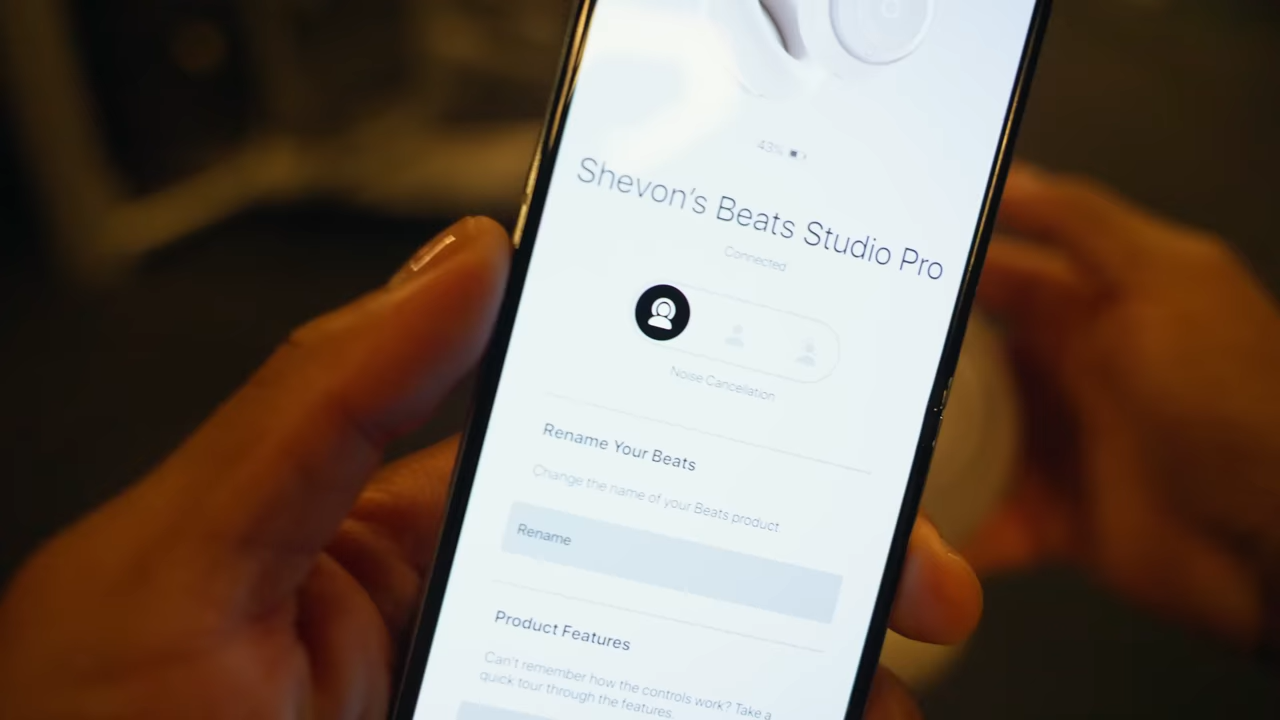 43%
Shevon's Beats Studio Pro
Connected
Noise Cancellation
Rename Your Beats
Change the name of your Beats product
Rename
Product Features
Can't remember how the controls work? Take a
quick tour through the features.